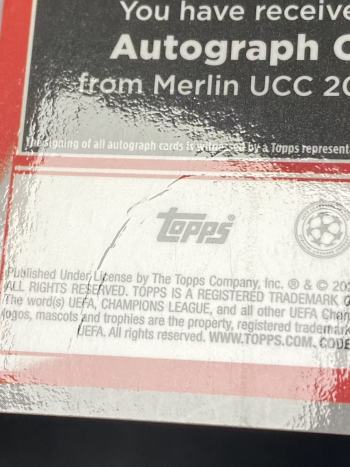 You have receive
Autograph C
from Merlin UCC 20
The signing of all autograph cards is witnessed by a Topps represent
topps®
Published Under License by The Topps Company, Inc. ® & © 202
ALL RIGHTS RESERVED. TOPPS IS A REGISTERED TRADEMARK O
The word(s) UEFA, CHAMPIONS LEAGUE, and all other UEFA Cham
logos, mascots and trophies are the property, registered trademark
UEFA. All rights reserved. WWW.TOPPS.COM. CODE